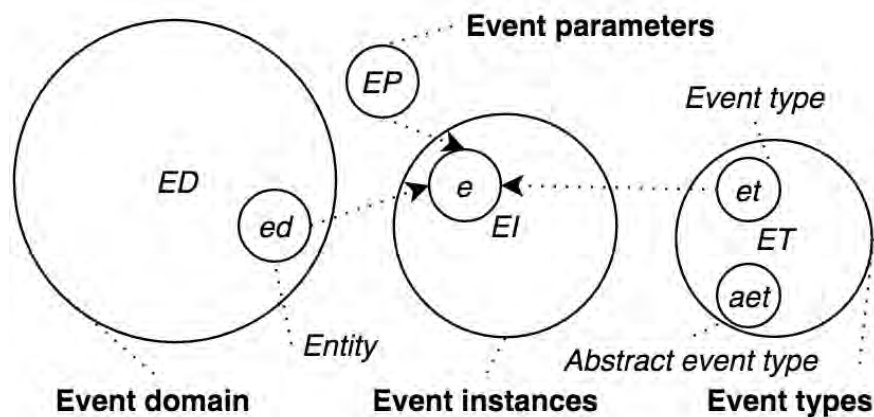 Event parameters
EP
Event type
ED
e
et
ed
EI
ET
aet
Entity
Abstract event type
Event domain
Event instances
Event types